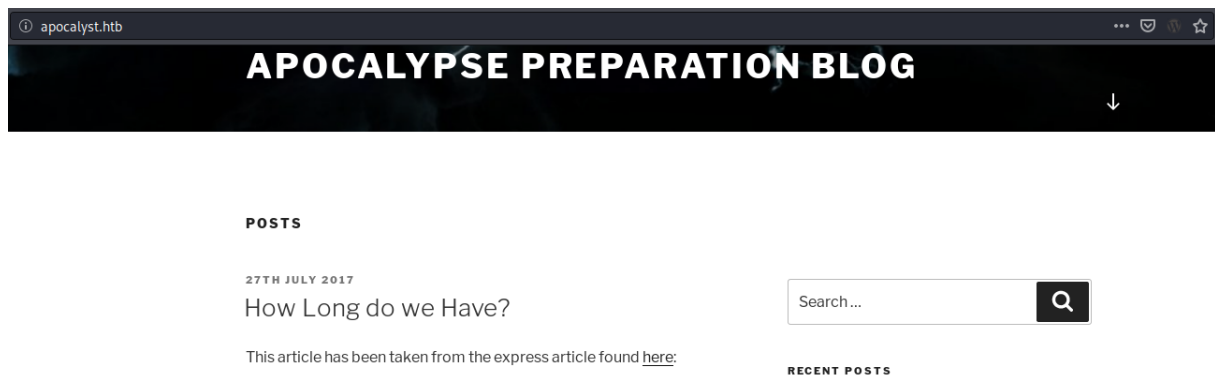 apocalyst.htb
APOCALYPSE PREPARATION BLOG
POSTS
27TH JULY 2017
How Long do we Have?
This article has been taken from the express article found here:
Search …
RECENT POSTS